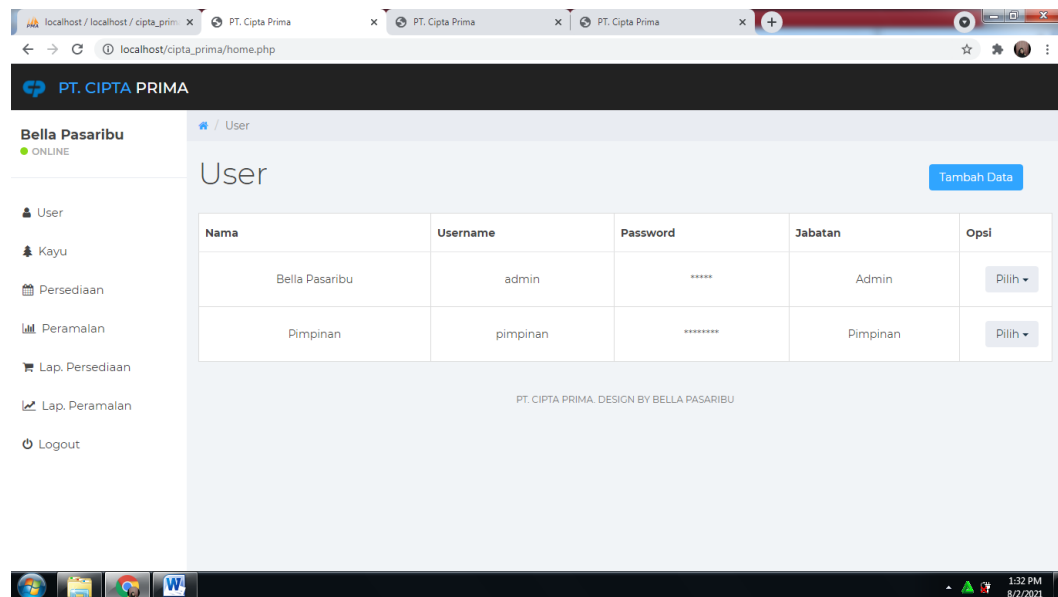 localhost / localhost / cipta_prim
PT. Cipta Prima
PT. Cipta Prima
PT. Cipta Prima
localhost/cipta_prima/home.php
PT. CIPTA PRIMA
Bella Pasaribu
ONLINE
/ User
User
Tambah Data
User
Kayu
Persediaan
Peramalan
Lap. Persediaan
Lap. Peramalan
Logout
Nama Username Password Jabatan Opsi
Bella Pasaribu admin ***** Admin Pilih
Pimpinan pimpinan ******** Pimpinan Pilih
PT. CIPTA PRIMA. DESIGN BY BELLA PASARIBU
1:32 PM
8/2/2021